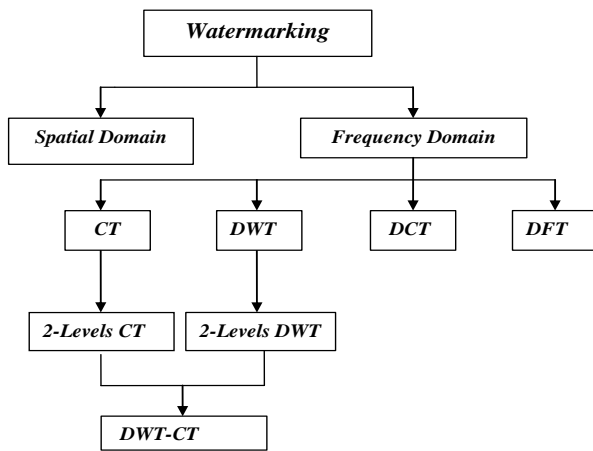 Watermarking
Spatial Domain
Frequency Domain
CT
DWT
DCT
DFT
2-Levels CT
2-Levels DWT
DWT-CT